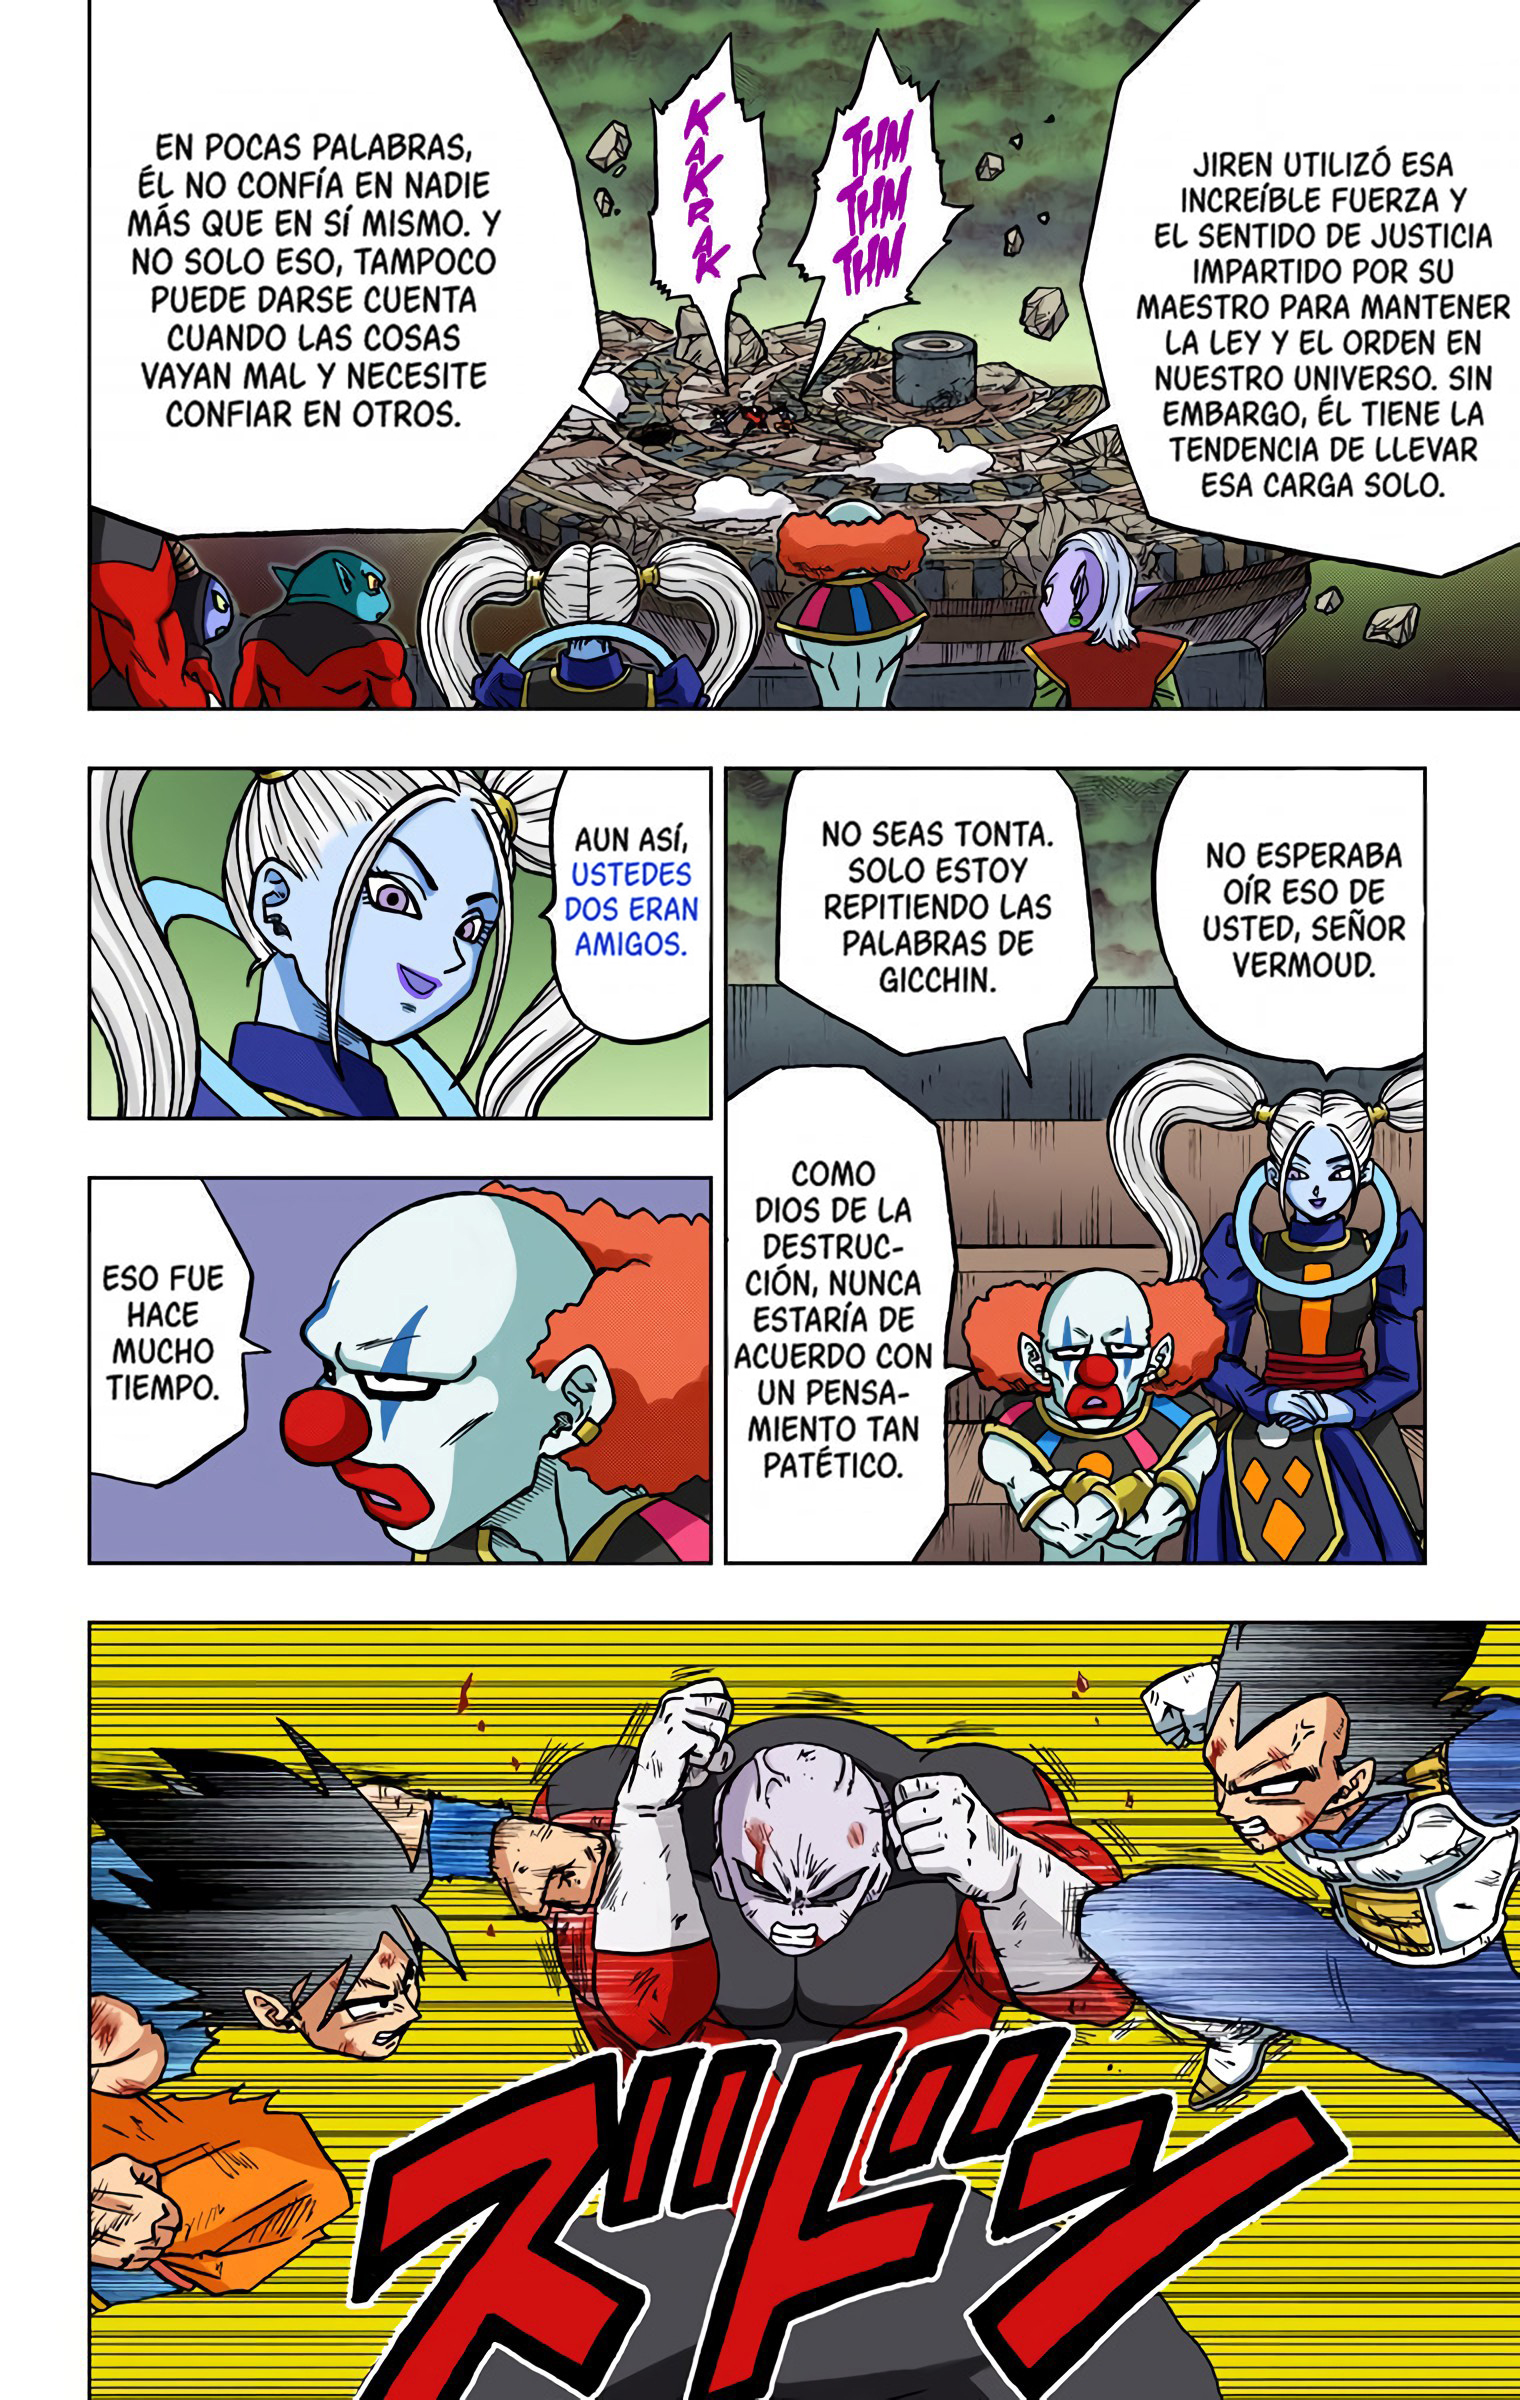 JIREN UTILIZÓ ESA
INCREÍBLE FUERZA Y
EL SENTIDO DE JUSTICIA
IMPARTIDO POR SU
MAESTRO PARA MANTENER
LA LEY Y EL ORDEN EN
NUESTRO UNIVERSO. SIN
EMBARGO, ÉL TIENE LA
TENDENCIA DE LLEVAR
ESA CARGA SOLO.
THM
THM
THM
KAKRAK
EN POCAS PALABRAS,
ÉL NO CONFÍA EN NADIE
MÁS QUE EN SÍ MISMO. Y
NO SOLO ESO, TAMPOCO
PUEDE DARSE CUENTA
CUANDO LAS COSAS
VAYAN MAL Y NECESITE
CONFIAR EN OTROS.
NO ESPERABA
OÍR ESO DE
USTED, SEÑOR
VERMOUD.
NO SEAS TONTA.
SOLO ESTOY
REPITIENDO LAS
PALABRAS DE
GICCHIN.
COMO
DIOS DE LA
DESTRUC-
CIÓN, NUNCA
ESTARÍA DE
ACUERDO CON
UN PENSA-
MIENTO TAN
PATÉTICO.
AUN ASÍ,
USTEDES
DOS ERAN
AMIGOS.
ESO FUE
HACE
MUCHO
TIEMPO.
ズドドン